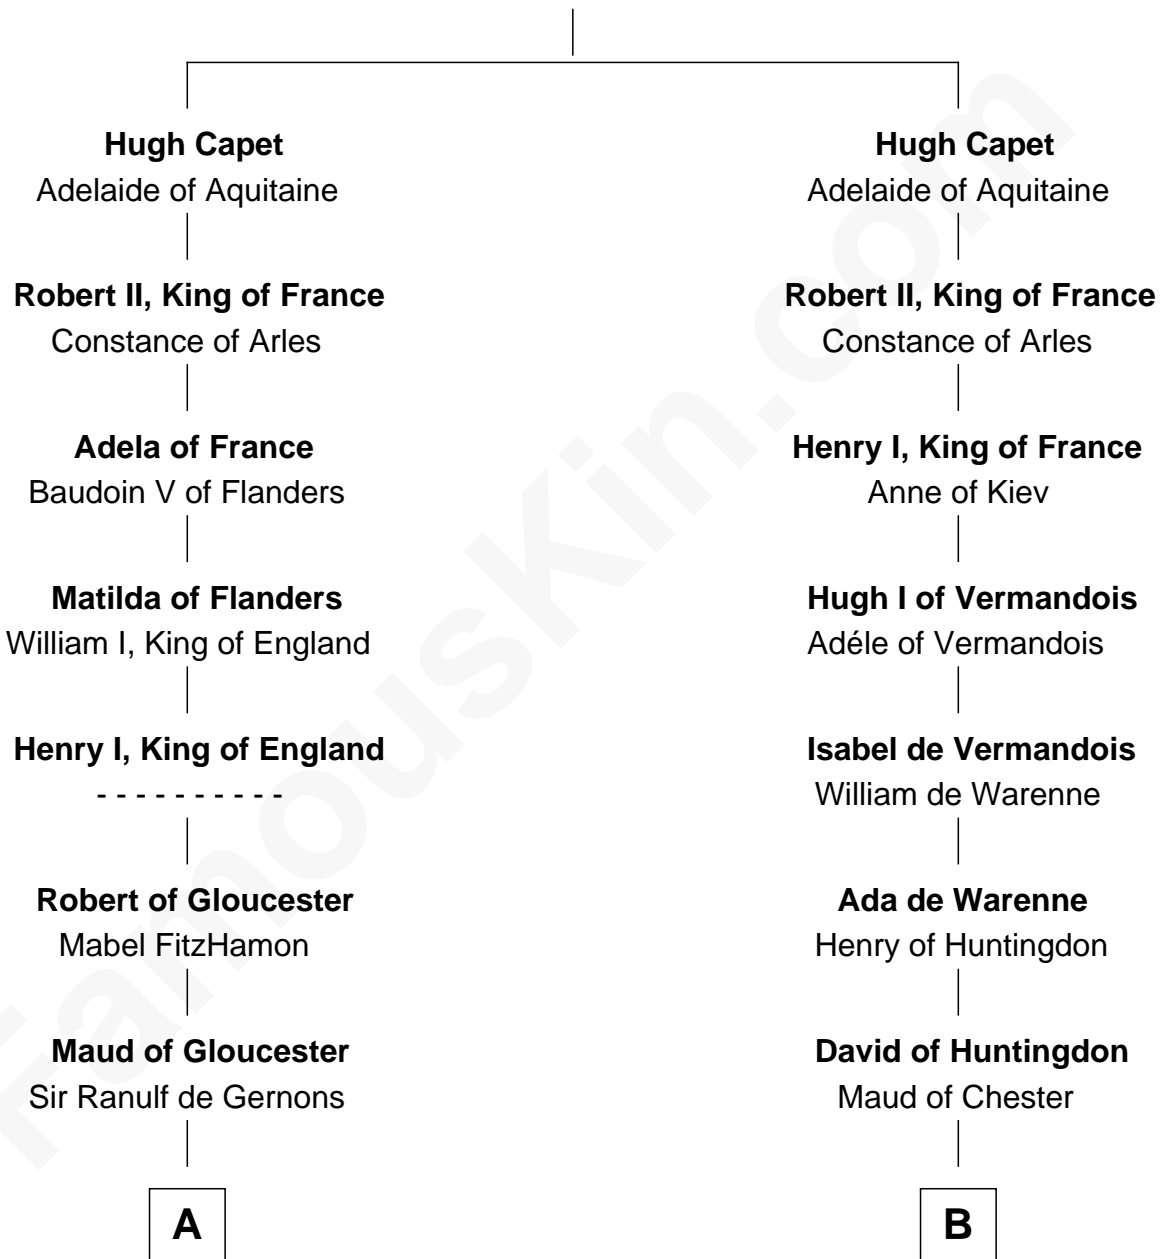 Hugh Capet
Adelaide of Aquitaine
Robert II, King of France
Constance of Arles
Adela of France
Baudoin V of Flanders
Matilda of Flanders
William I, King of England
Henry I, King of England
- - - - - - - - - -
Robert of Gloucester
Mabel FitzHamon
Maud of Gloucester
Sir Ranulf de Gernons
A
Hugh Capet
Adelaide of Aquitaine
Robert II, King of France
Constance of Arles
Henry I, King of France
Anne of Kiev
Hugh I of Vermandois
Adéle of Vermandois
Isabel de Vermandois
William de Warenne
Ada de Warenne
Henry of Huntingdon
David of Huntingdon
Maud of Chester
B
FamousKin.com